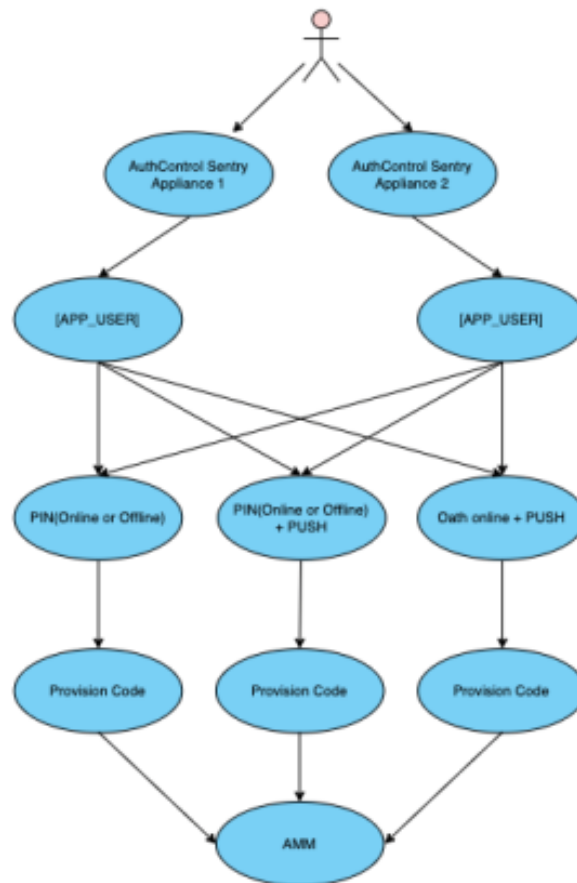 AuthControl Sentry
Appliance 1
AuthControl Sentry
Appliance 2
[APP_USER]
[APP_USER]
PIN(Online or Offline)
PIN(Online or Offline)
+ PUSH
Oath online + PUSH
Provision Code
Provision Code
Provision Code
AMM